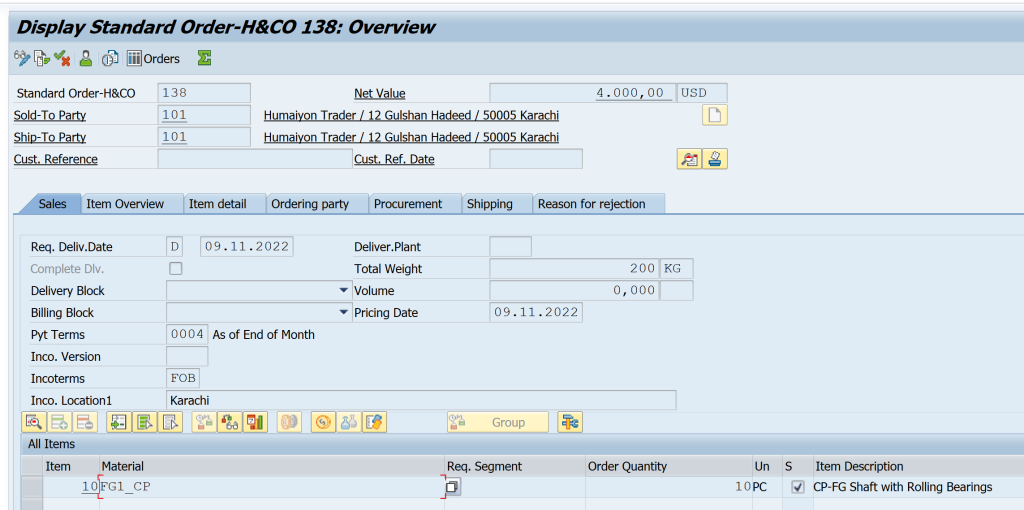 Display Standard Order-H&CO 138: Overview
Orders
Standard Order-H&CO 138 Net Value 4.000,00 USD
Sold-To Party 101 Humaiyon Trader / 12 Gulshan Hadeed / 50005 Karachi
Ship-To Party 101 Humaiyon Trader / 12 Gulshan Hadeed / 50005 Karachi
Cust. Reference Cust. Ref. Date
Sales Item Overview Item detail Ordering party Procurement Shipping Reason for rejection
Req. Deliv.Date D 09.11.2022 Deliver.Plant
Complete Dlv. Total Weight 200 KG
Delivery Block Volume 0,000
Billing Block Pricing Date 09.11.2022
Pyt Terms 0004 As of End of Month
Inco. Version
Incoterms FOB
Inco. Location1 Karachi
Group
All Items
Item Material Req. Segment Order Quantity Un S Item Description
10 FG1_CP 10 PC CP-FG Shaft with Rolling Bearings